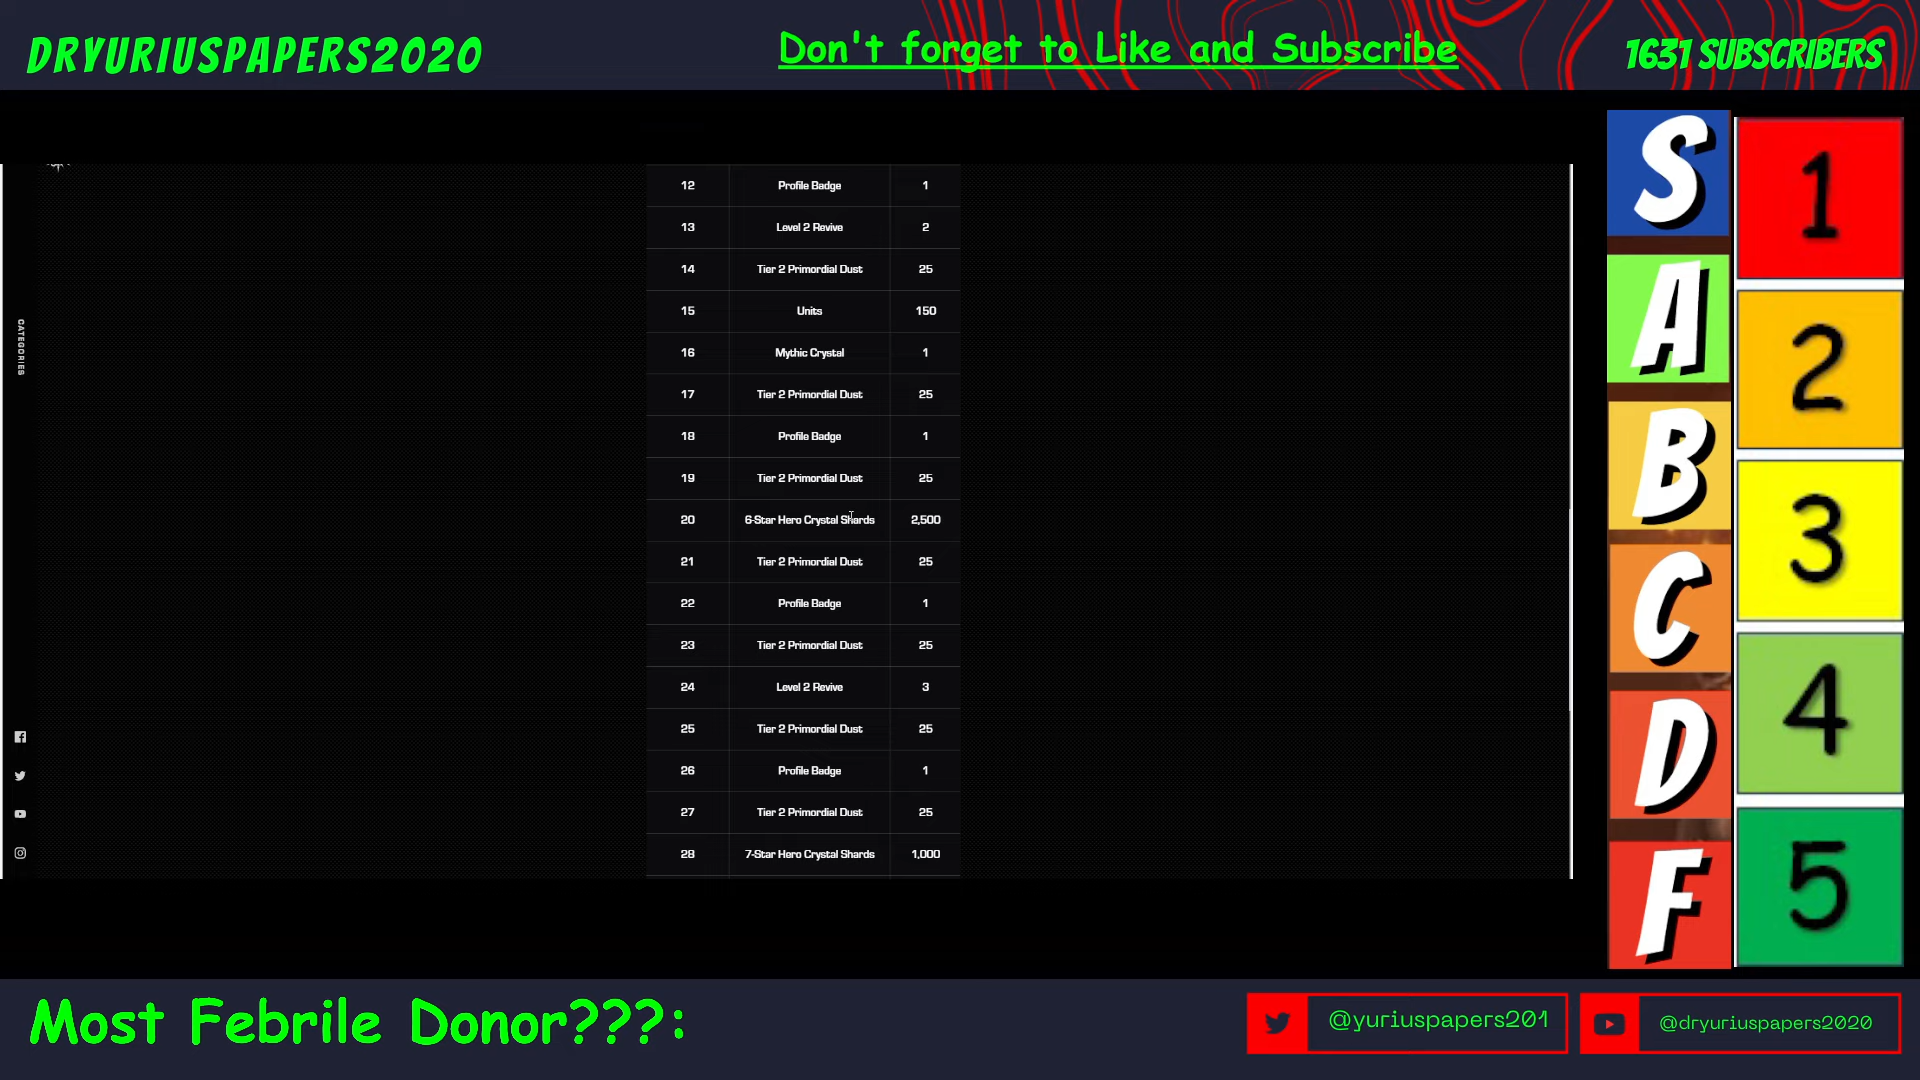 DRYURIUSPAPERS2020
Don't forget to Like and Subscribe
1631 SUBSCRIBERS
CATEGORIES
12 Profile Badge 1
13 Level 2 Revive 2
14 Tier 2 Primordial Dust 25
15 Units 150
16 Mythic Crystal 1
17 Tier 2 Primordial Dust 25
18 Profile Badge 1
19 Tier 2 Primordial Dust 25
20 6-Star Hero Crystal Shards 2,500
21 Tier 2 Primordial Dust 25
22 Profile Badge 1
23 Tier 2 Primordial Dust 25
24 Level 2 Revive 3
25 Tier 2 Primordial Dust 25
26 Profile Badge 1
27 Tier 2 Primordial Dust 25
28 7-Star Hero Crystal Shards 1,000
S 1
A 2
B 3
C 4
D 5
F
Most Febrile Donor???:
@yuriuspapers201
@dryuriuspapers2020